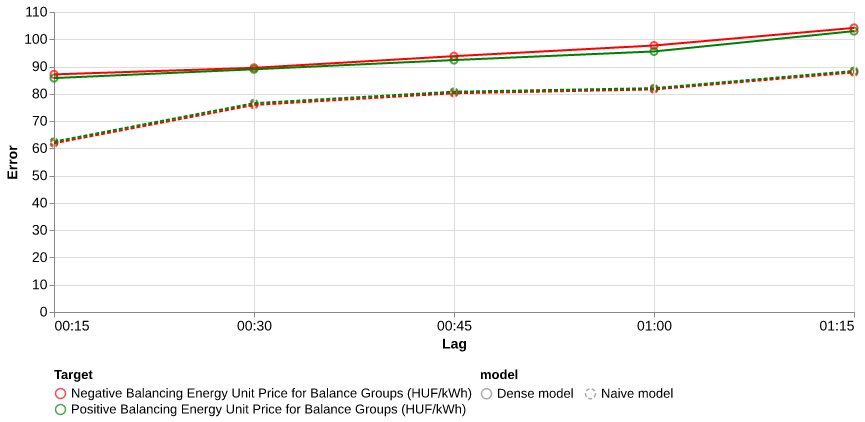 110
100
90
80
70
60
50
40
30
20
10
0
Error
00:15 00:30 00:45 01:00 01:15
Lag
Target model
Negative Balancing Energy Unit Price for Balance Groups (HUF/kWh) Dense model Naive model
Positive Balancing Energy Unit Price for Balance Groups (HUF/kWh)